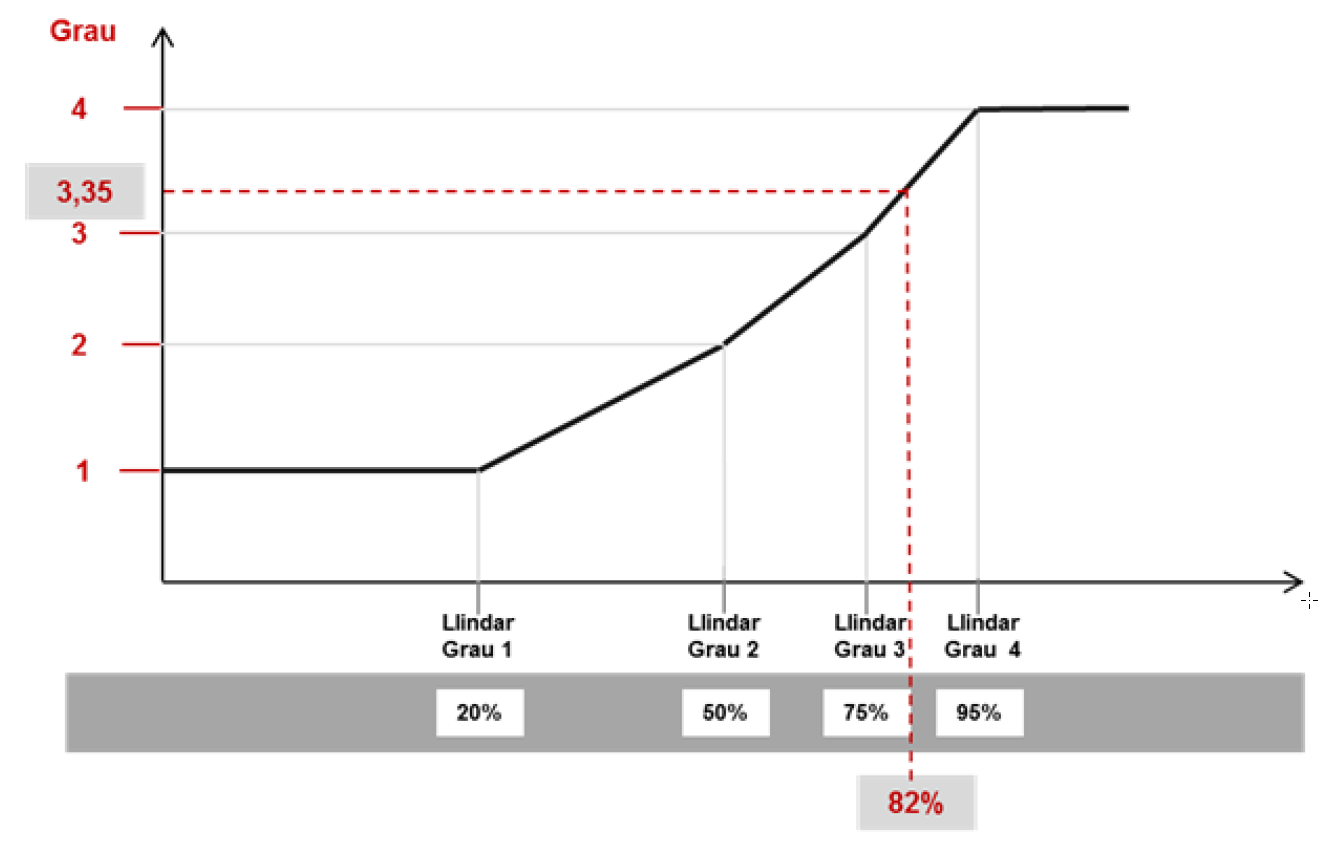 Grau
4
3,35
3
2
1
Llindar
Grau 1
Llindar
Grau 2
Llindar
Grau 3
Llindar
Grau 4
20%
50%
75%
95%
82%